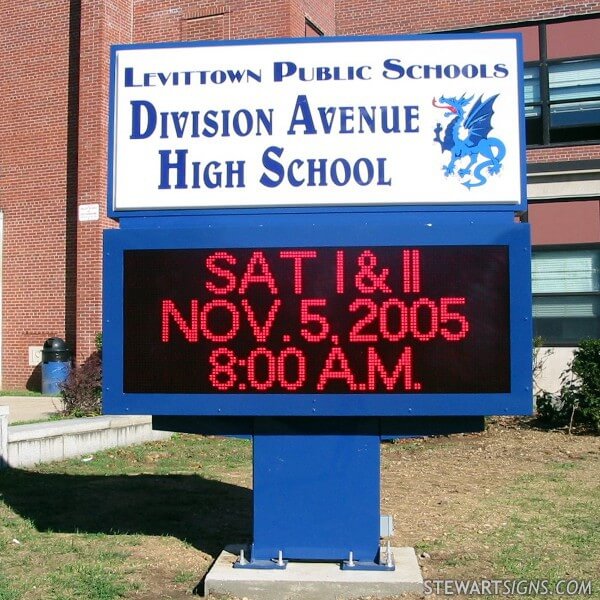 Levittown Public Schools
Division Avenue
High School
SAT I & II
NOV. 5, 2005
8:00 A.M.
STEWARTSIGNS.COM